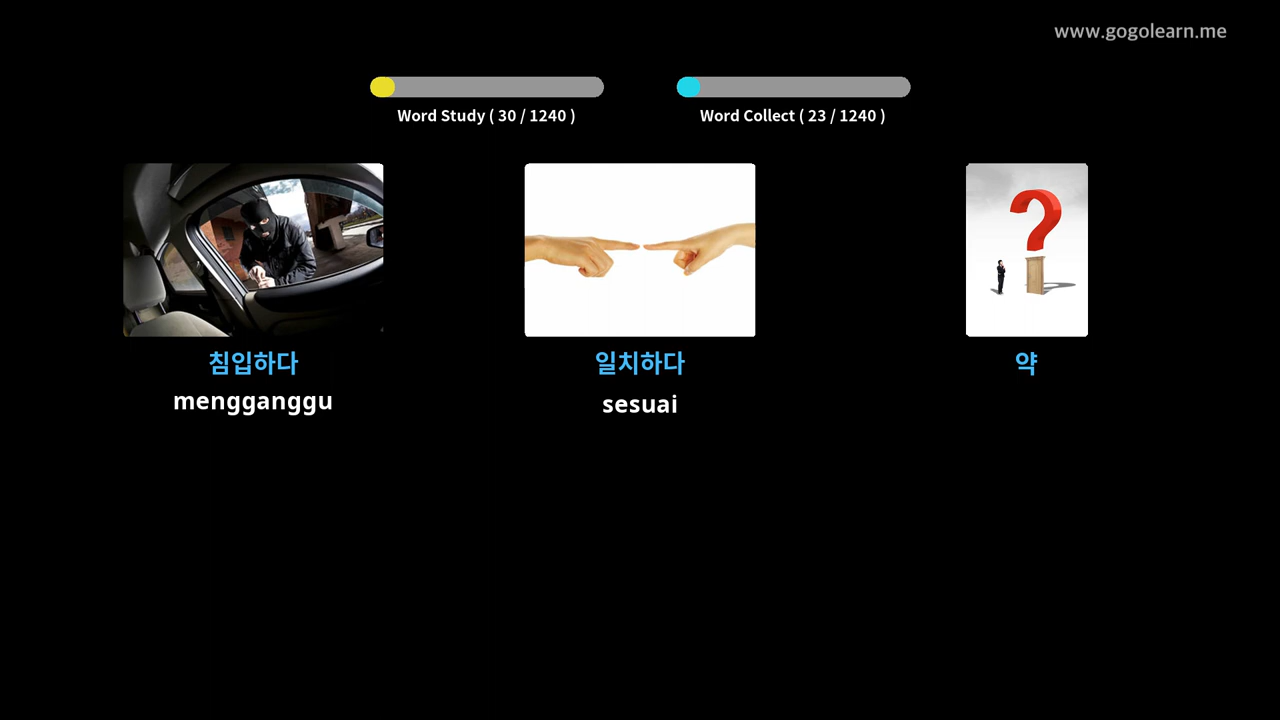 www.gogolearn.me
Word Study ( 30 / 1240 )
Word Collect ( 23 / 1240 )
침입하다
일치하다
약
mengganggu
sesuai